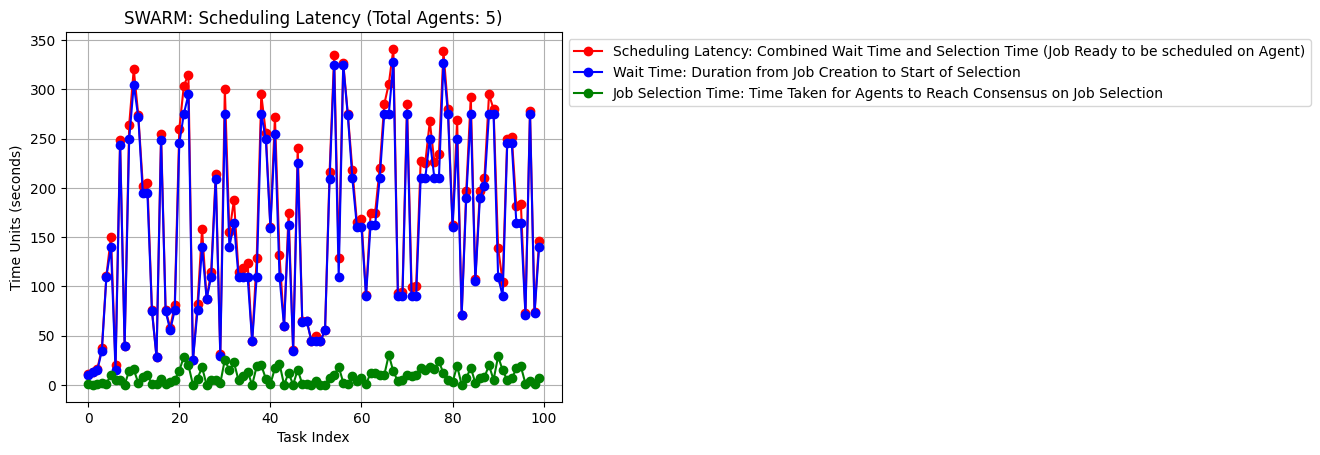 SWARM: Scheduling Latency (Total Agents: 5)
350
300
250
200
150
100
50
0
Time Units (seconds)
0
20
40
60
80
100
Task Index
Scheduling Latency: Combined Wait Time and Selection Time (Job Ready to be scheduled on Agent)
Wait Time: Duration from Job Creation to Start of Selection
Job Selection Time: Time Taken for Agents to Reach Consensus on Job Selection